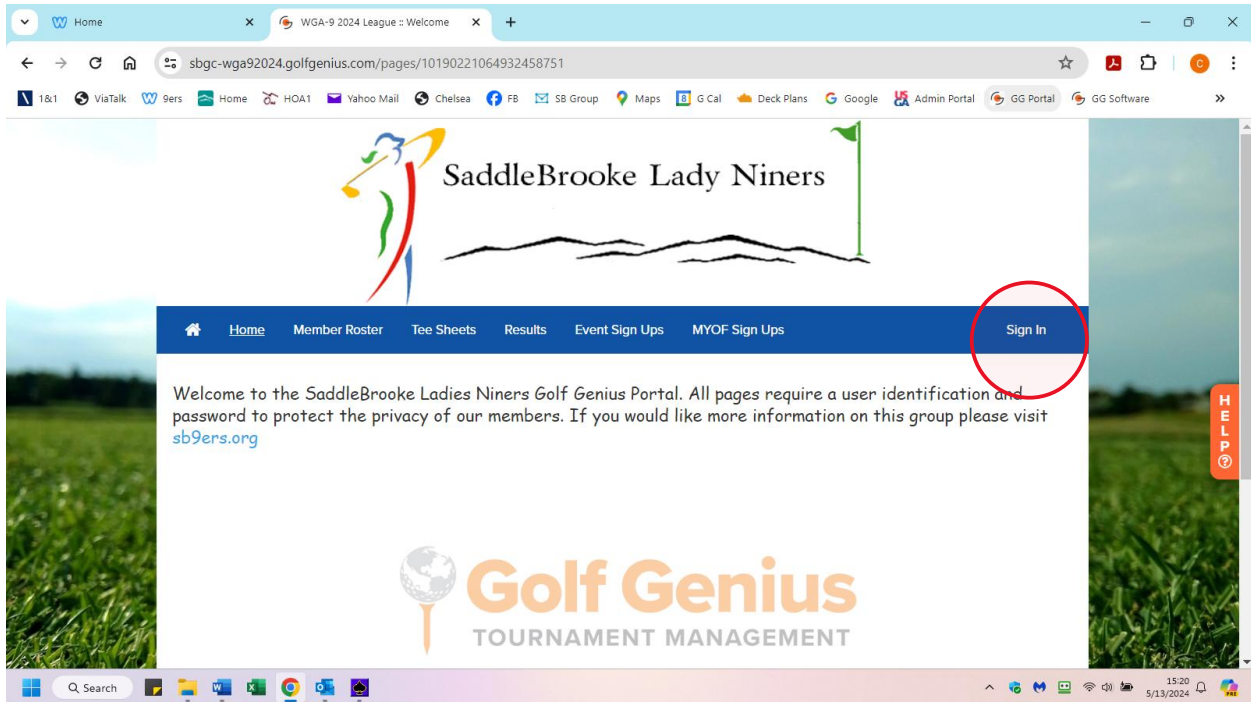 Home
WGA-9 2024 League :: Welcome
sbgc-wga92024.golfgenius.com/pages/10190221064932458751
C
1&1 ViaTalk 9ers Home HOA1 Yahoo Mail Chelsea FB SB Group Maps 8 G Cal Deck Plans Google Admin Portal GG Portal GG Software »
SaddleBrooke Lady Niners
Home Member Roster Tee Sheets Results Event Sign Ups MYOF Sign Ups Sign In
Welcome to the SaddleBrooke Ladies Niners Golf Genius Portal. All pages require a user identification and
password to protect the privacy of our members. If you would like more information on this group please visit
sb9ers.org
HELP?
Golf Genius
TOURNAMENT MANAGEMENT
Search
15:20
5/13/2024
PRE